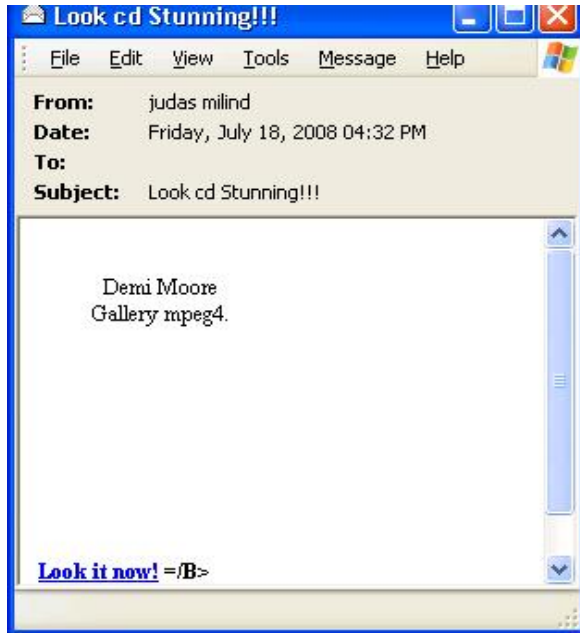 Look cd Stunning!!!
File Edit View Tools Message Help
From: judas milind
Date: Friday, July 18, 2008 04:32 PM
To:
Subject: Look cd Stunning!!!
Demi Moore
Gallery mpeg4.
Look it now! =/B>